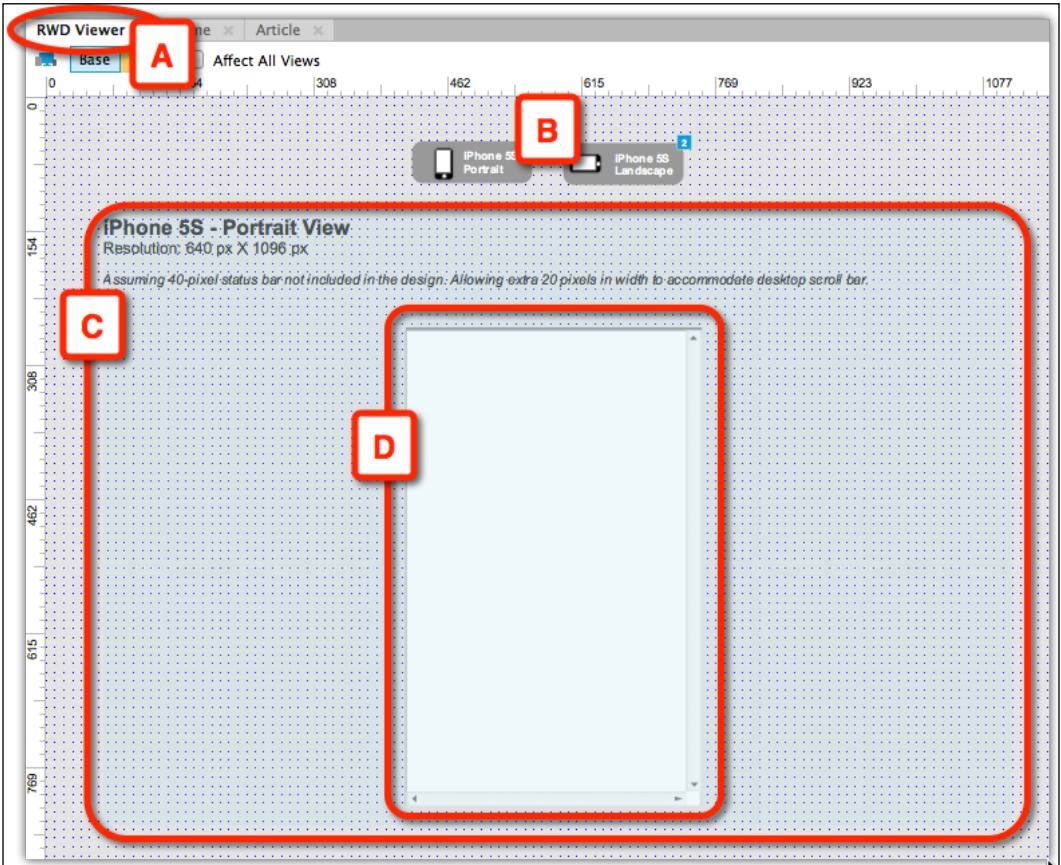 RWD Viewer me × Article ×
A
Base Affect All Views
0 308 462 615 769 923 1077
0
B
2
iPhone 5S iPhone 5S
Portrait Landscape
iPhone 5S - Portrait View
154
Resolution: 640 px X 1096 px
Assuming 40-pixel status bar not included in the design. Allowing extra 20 pixels in width to accommodate desktop scroll bar.
C
308
D
462
615
769